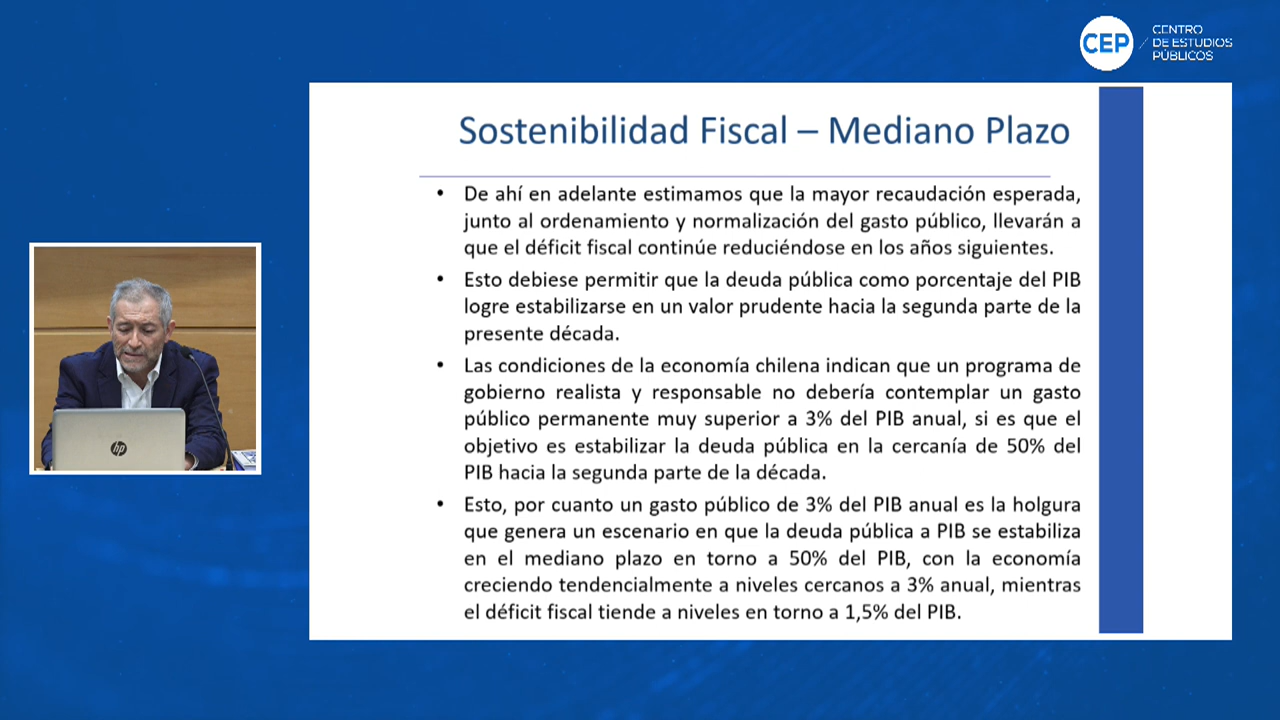 CEP
CENTRO
DE ESTUDIOS
PÚBLICOS
Sostenibilidad Fiscal – Mediano Plazo
• De ahí en adelante estimamos que la mayor recaudación esperada,
junto al ordenamiento y normalización del gasto público, llevarán a
que el déficit fiscal continúe reduciéndose en los años siguientes.
• Esto debiese permitir que la deuda pública como porcentaje del PIB
logre estabilizarse en un valor prudente hacia la segunda parte de la
presente década.
• Las condiciones de la economía chilena indican que un programa de
gobierno realista y responsable no debería contemplar un gasto
público permanente muy superior a 3% del PIB anual, si es que el
objetivo es estabilizar la deuda pública en la cercanía de 50% del
PIB hacia la segunda parte de la década.
• Esto, por cuanto un gasto público de 3% del PIB anual es la holgura
que genera un escenario en que la deuda pública a PIB se estabiliza
en el mediano plazo en torno a 50% del PIB, con la economía
creciendo tendencialmente a niveles cercanos a 3% anual, mientras
el déficit fiscal tiende a niveles en torno a 1,5% del PIB.
hp